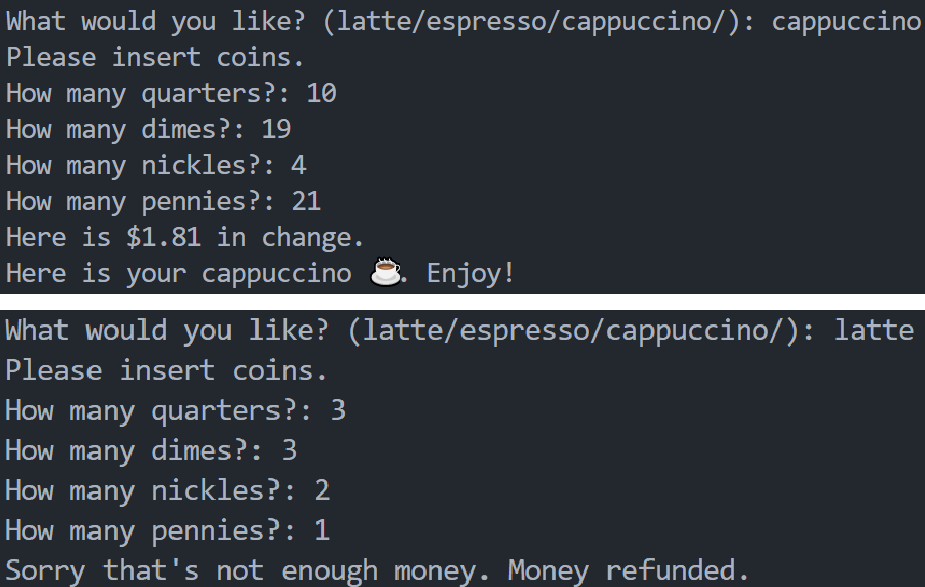 What would you like? (latte/espresso/cappuccino/): cappuccino
Please insert coins.
How many quarters?: 10
How many dimes?: 19
How many nickles?: 4
How many pennies?: 21
Here is $1.81 in change.
Here is your cappuccino ☕. Enjoy!
What would you like? (latte/espresso/cappuccino/): latte
Please insert coins.
How many quarters?: 3
How many dimes?: 3
How many nickles?: 2
How many pennies?: 1
Sorry that's not enough money. Money refunded.